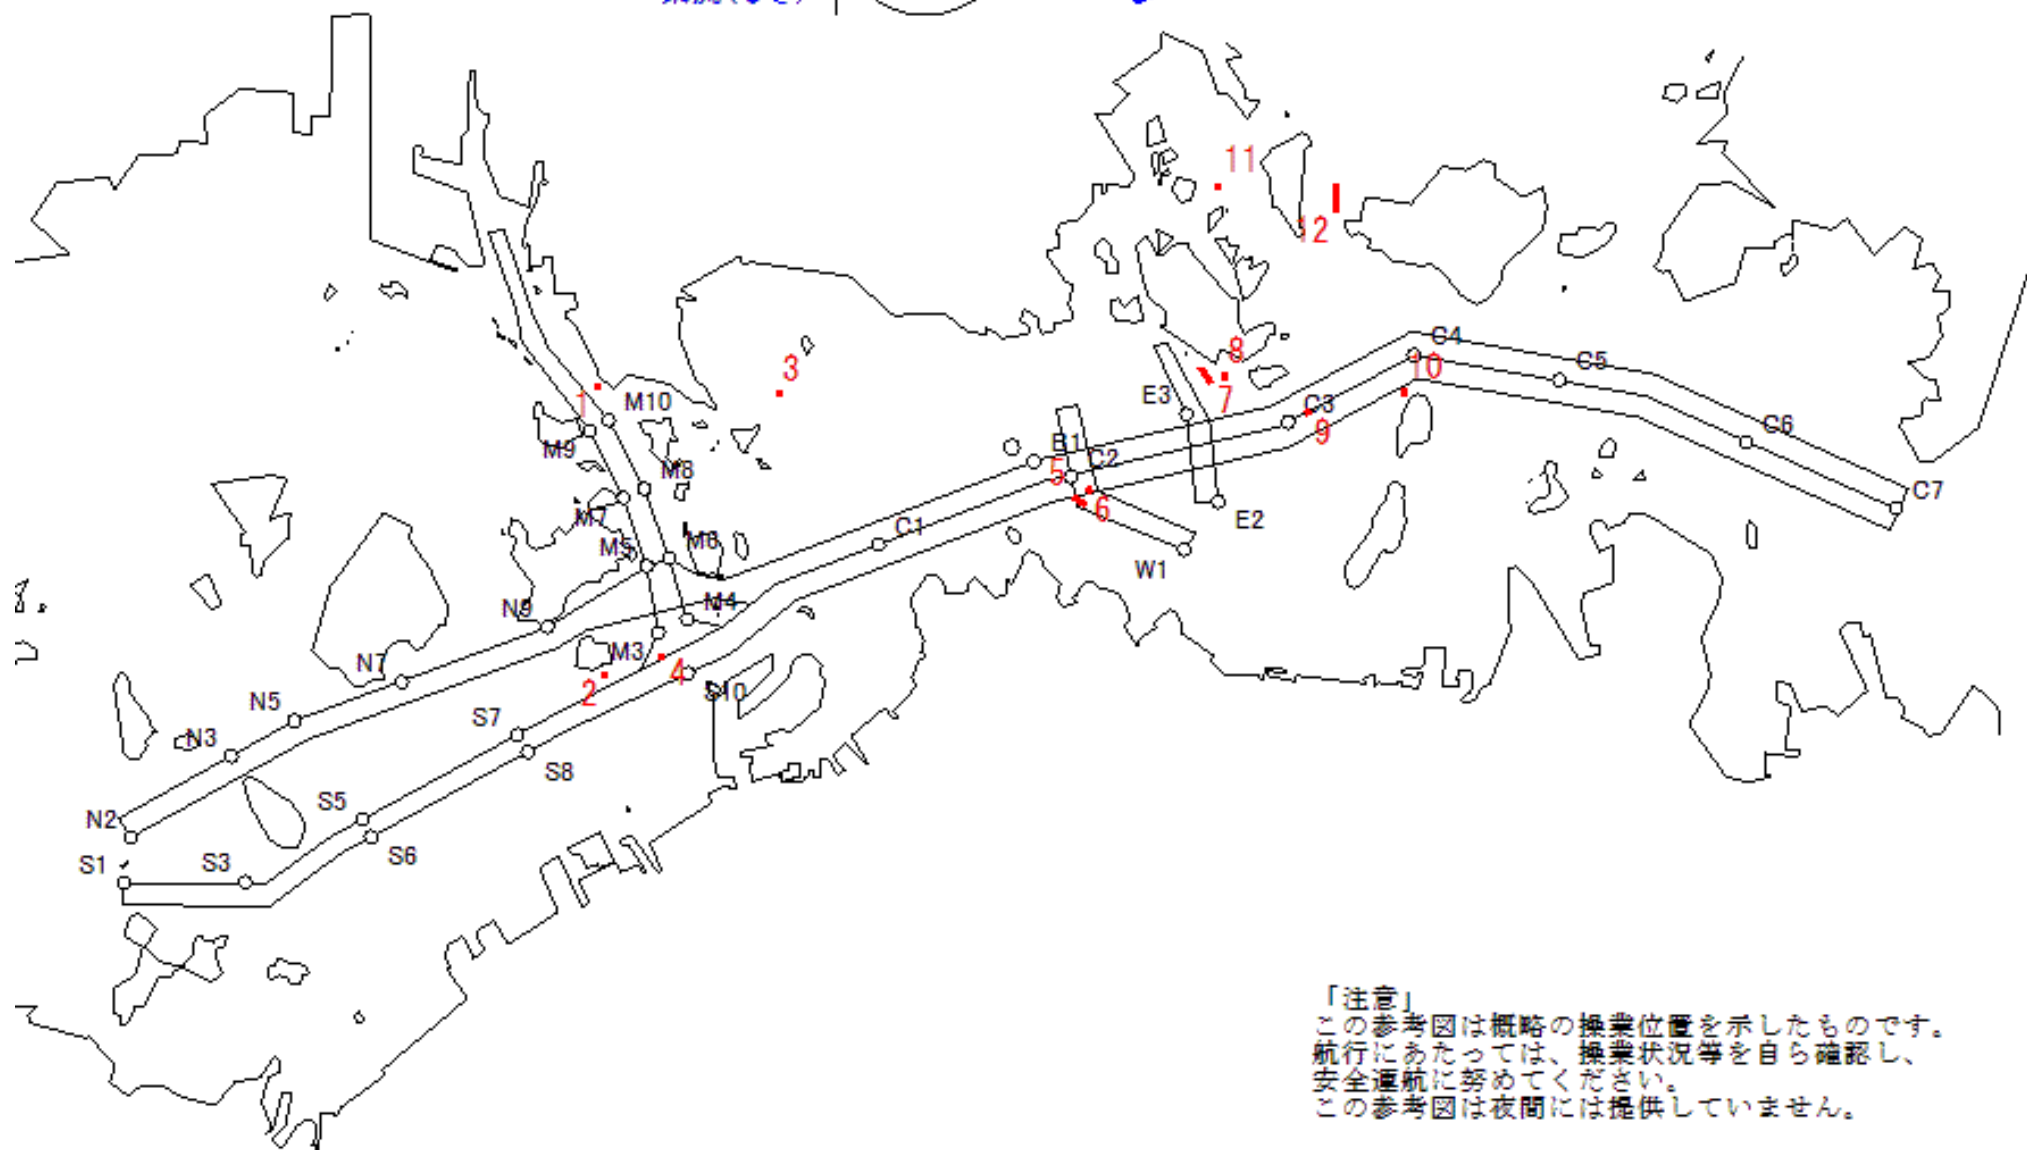 11
12
3
8
C4
10
C5
1
M10
E3
7
C3
9
C6
M9
B1
M8
5
C2
C7
M7
6
E2
C1
M5
M6
W1
N9
M4
M3
N7
4
2
S10
N5
S7
N3
S8
S5
N2
S6
S1
S3
「注意」
この参考図は概略の操業位置を示したものです。
航行にあたっては、操業状況等を自ら確認し、
安全運航に努めてください。
この参考図は夜間には提供していません。